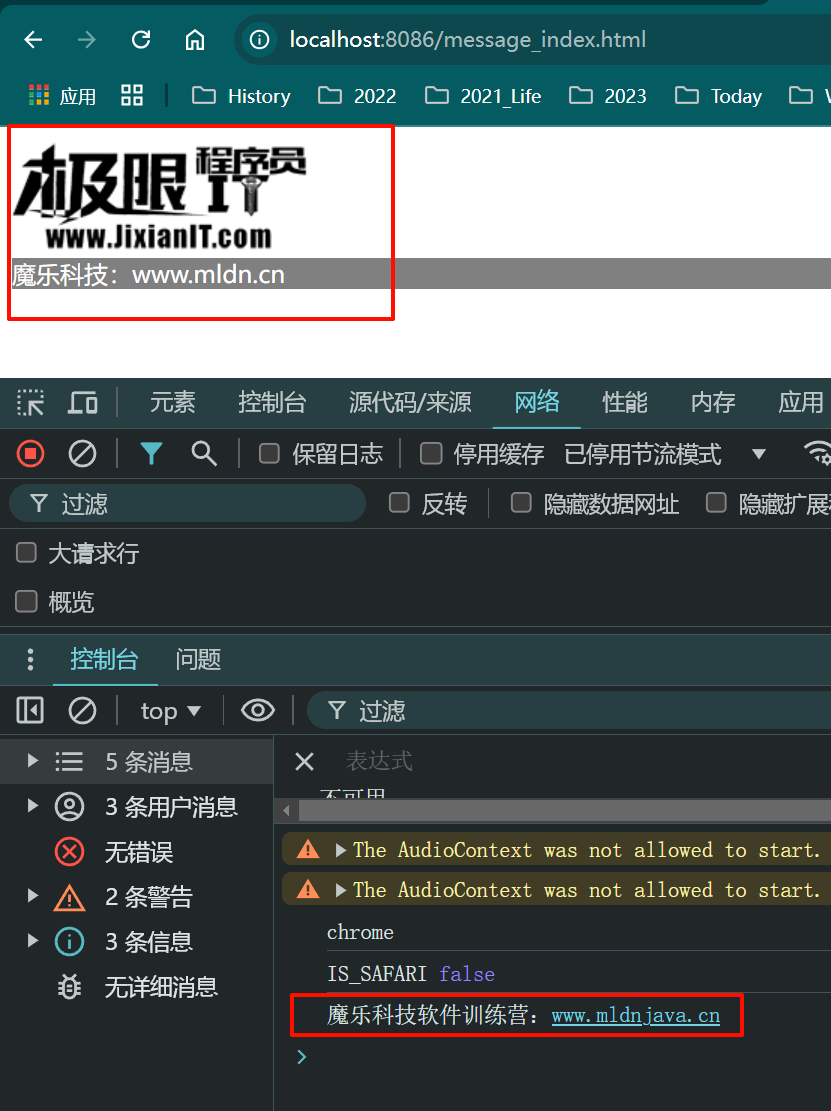 localhost:8086/message_index.html
应用 History 2022 2021_Life 2023 Today
极限IT程序员
www.JixianIT.com
魔乐科技：www.mldn.cn
元素 控制台 源代码/来源 网络 性能 内存 应用
保留日志 停用缓存 已停用节流模式
过滤 反转 隐藏数据网址 隐藏扩展
大请求行
概览
控制台 问题
top 过滤
5 条消息
3 条用户消息
无错误
2 条警告
3 条信息
无详细消息
表达式
不可用
The AudioContext was not allowed to start.
The AudioContext was not allowed to start.
chrome
IS_SAFARI false
魔乐科技软件训练营：www.mldnjava.cn